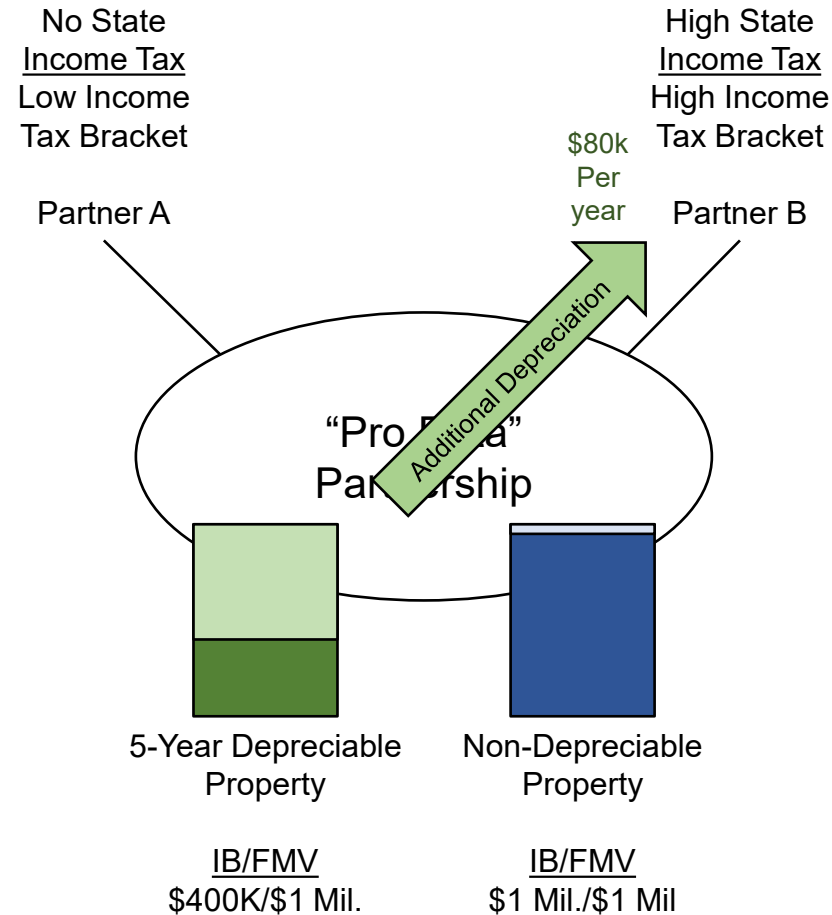 No State
Income Tax
Low Income
Tax Bracket
Partner A
High State
Income Tax
High Income
Tax Bracket
Partner B
$80k
Per
year
Additional Depreciation
“Pro
Partnership
5-Year Depreciable
Property
IB/FMV
$400K/$1 Mil.
Non-Depreciable
Property
IB/FMV
$1 Mil./$1 Mil